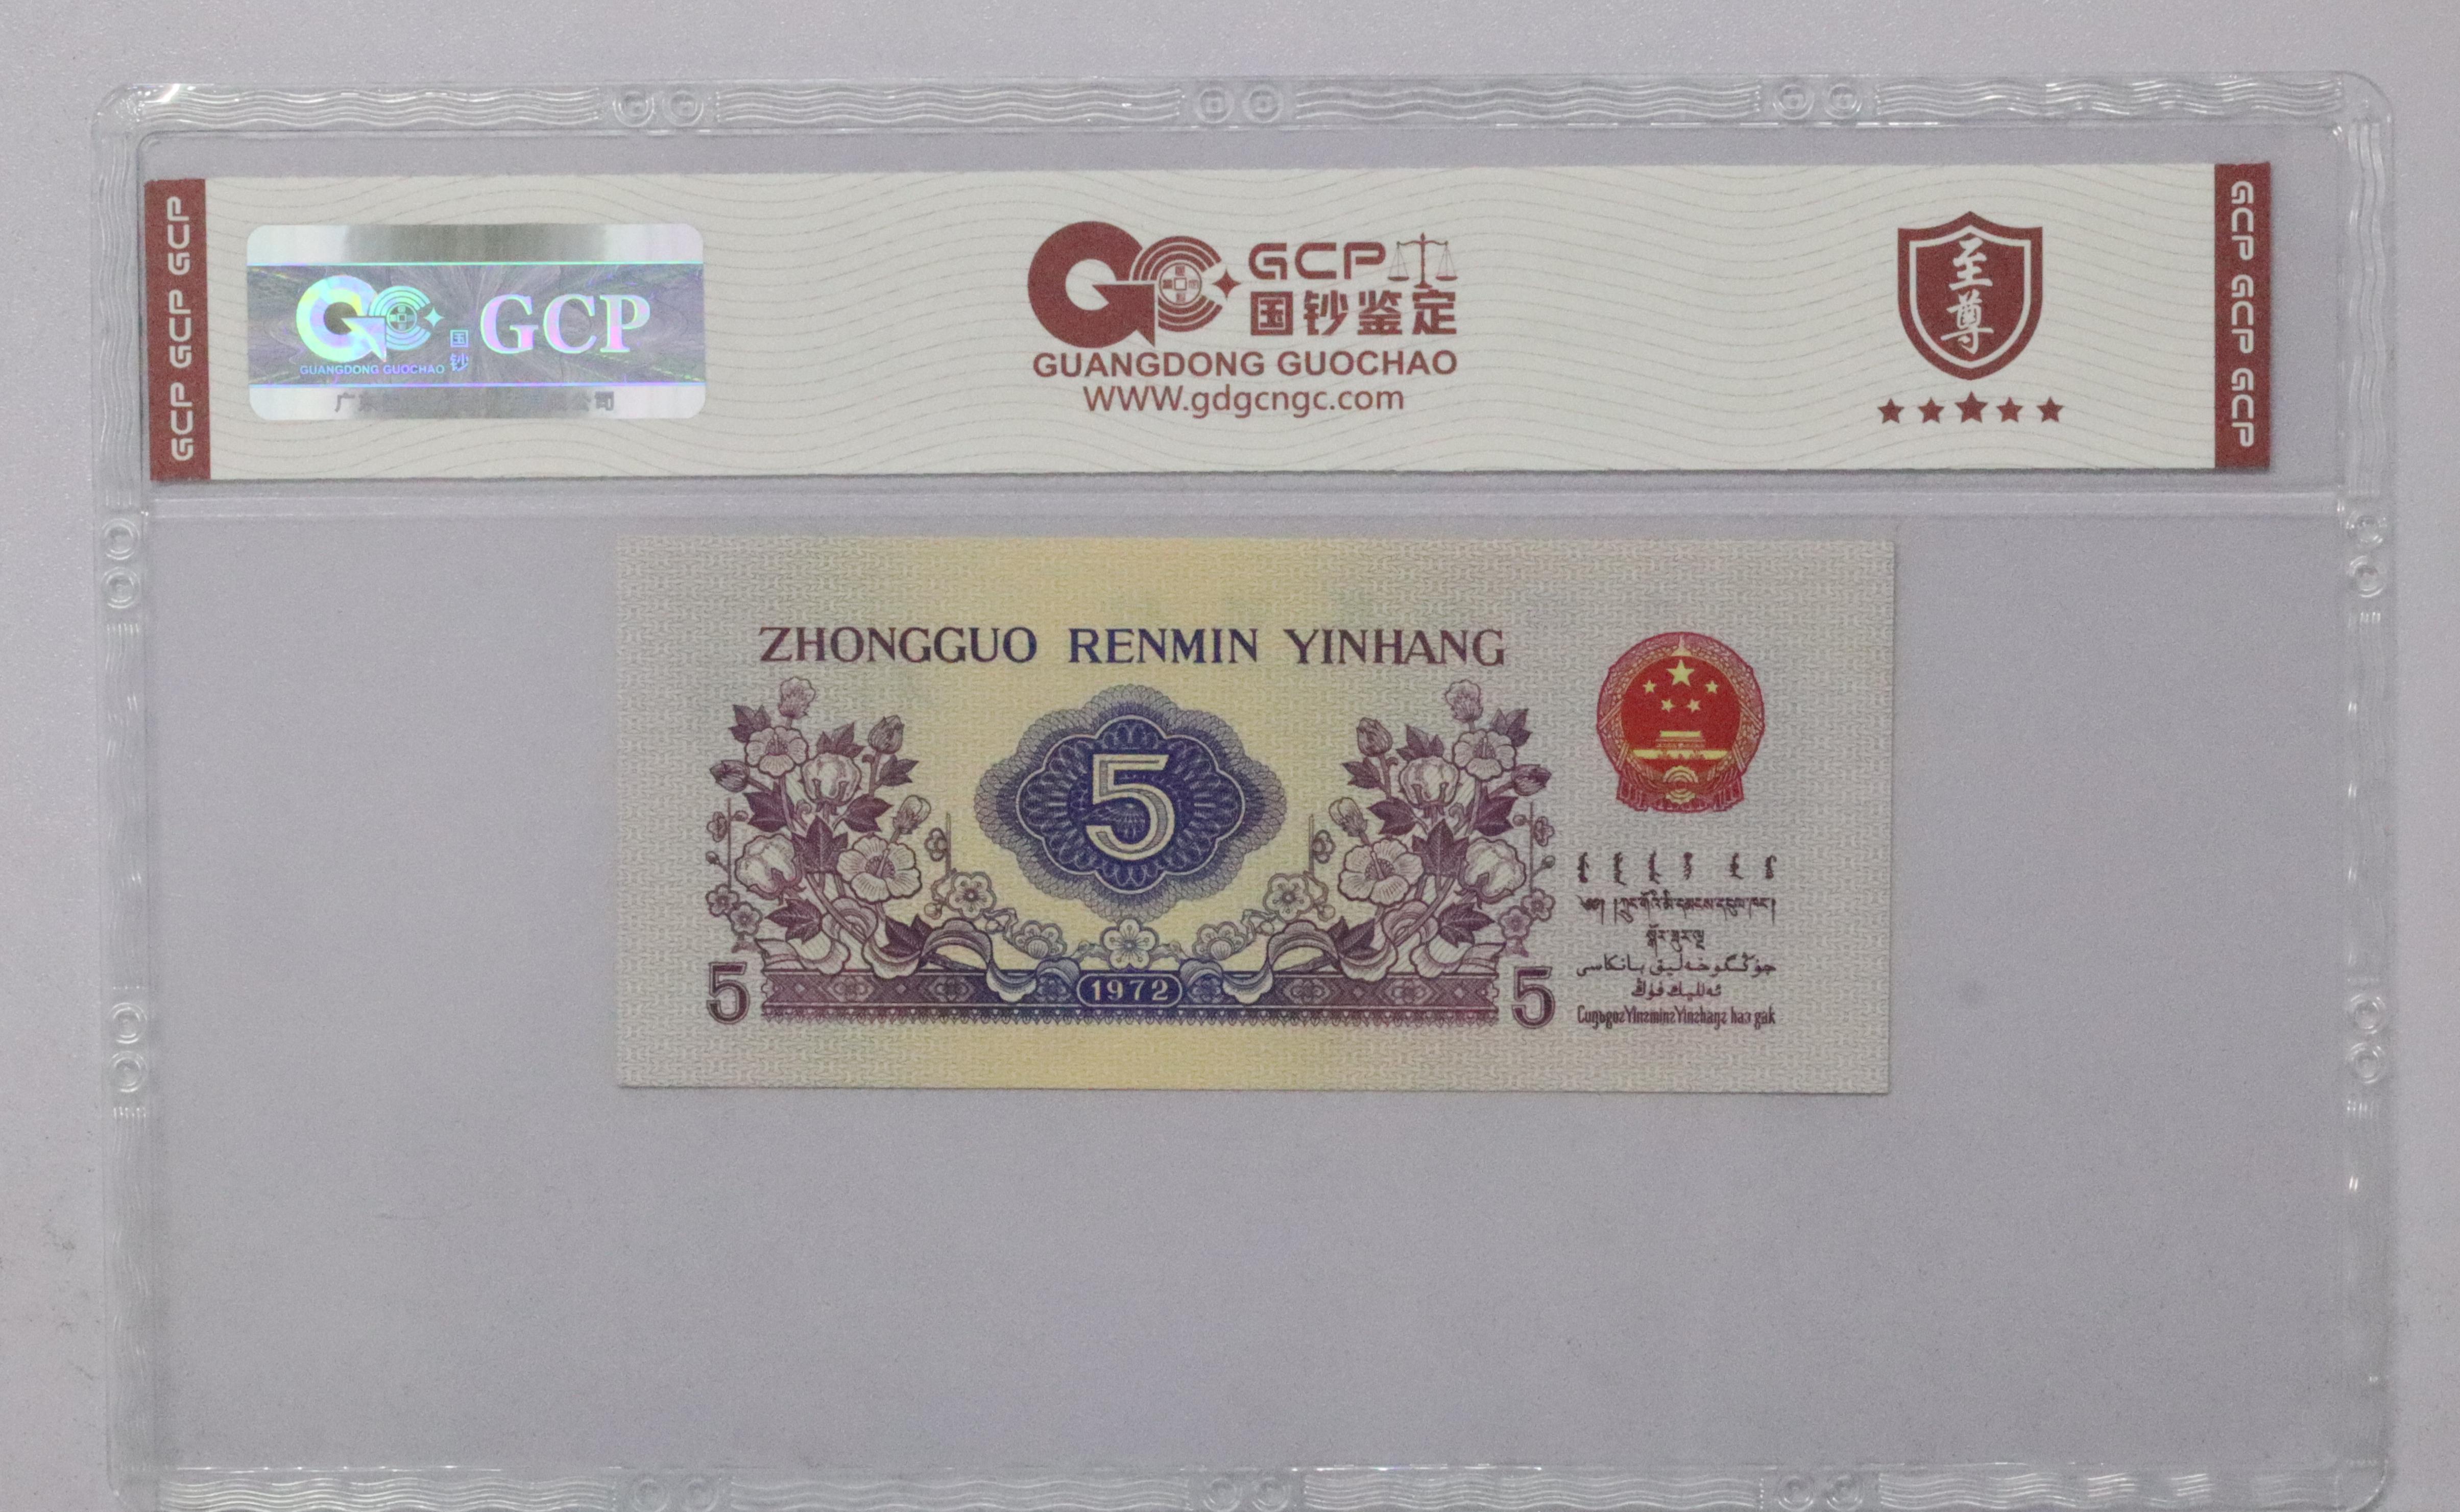 GCP GCP GCP
GCP
国
钞
GUANGDONG GUOCHAO
GCP
国钞鉴定
GUANGDONG GUOCHAO
WWW.gdgcngc.com
至
尊
GCP GCP GCP
ZHONGGUO RENMIN YINHANG
5
1972
5
5